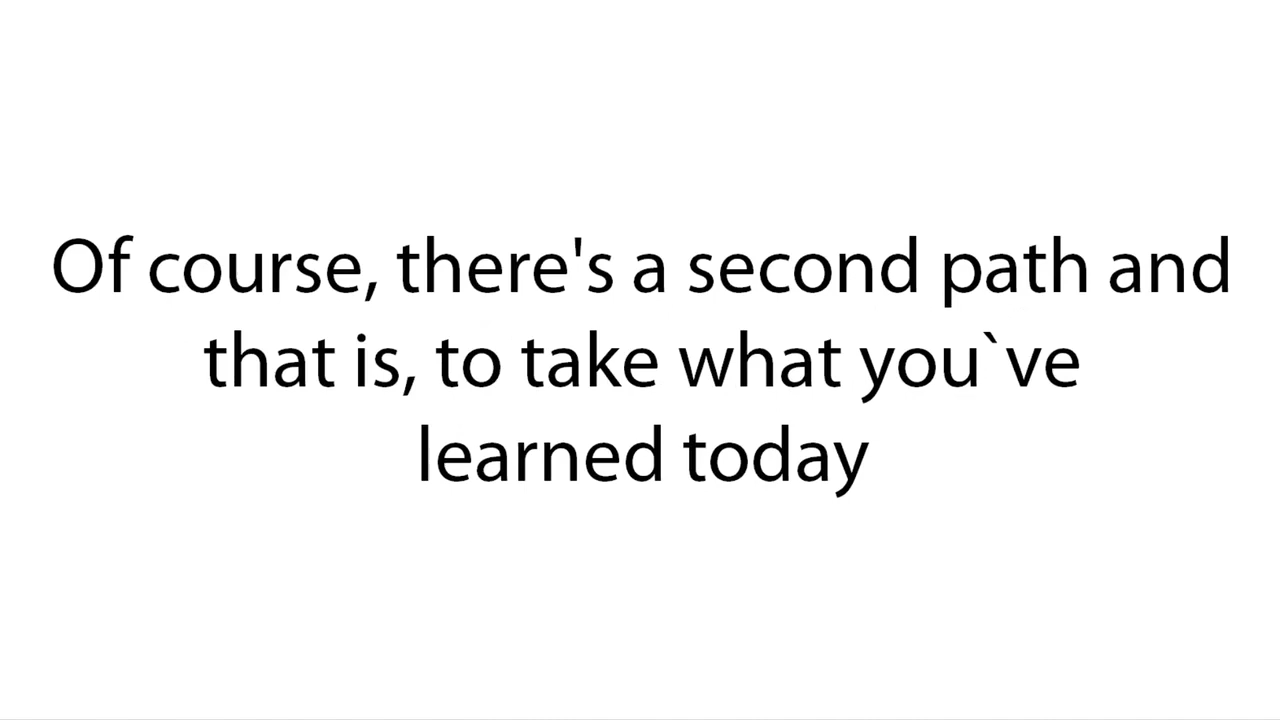 Of course, there's a second path and
that is, to take what you`ve
learned today